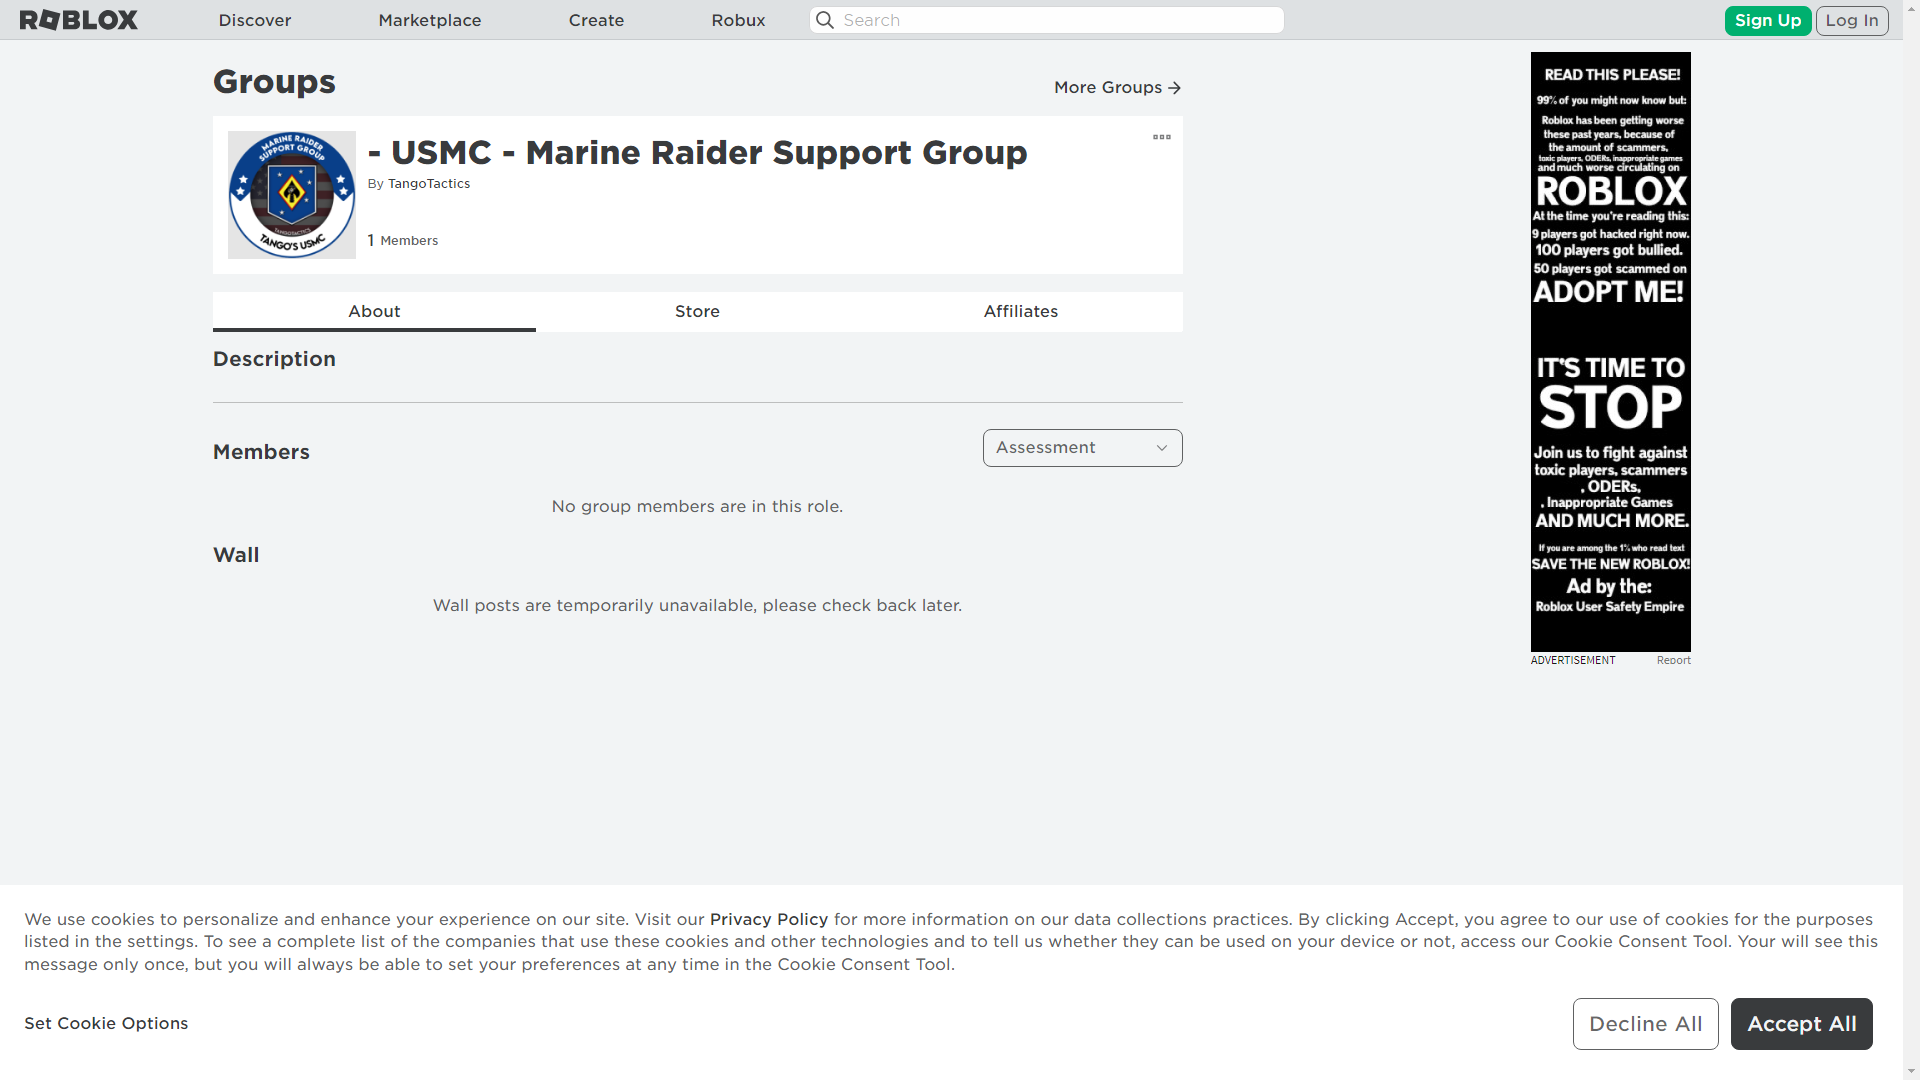 ROBLOX
Discover
Marketplace
Create
Robux
Search
Sign Up
Log In
Groups
More Groups
MARINE RAIDER
SUPPORT GROUP
TANGOTACTICS
TANGO'S USMC
- USMC - Marine Raider Support Group
By TangoTactics
1 Members
About
Store
Affiliates
Description
Members
Assessment
No group members are in this role.
Wall
Wall posts are temporarily unavailable, please check back later.
READ THIS PLEASE!
99% of you might now know but:
Roblox has been getting worse
these past years, because of
the amount of scammers,
toxic players, ODERs, inappropriate games
and much worse circulating on
ROBLOX
At the time you're reading this:
9 players got hacked right now.
100 players got bullied.
50 players got scammed on
ADOPT ME!
IT'S TIME TO
STOP
Join us to fight against
toxic players, scammers
, ODERs,
, Inappropriate Games
AND MUCH MORE.
If you are among the 1% who read text
SAVE THE NEW ROBLOX!
Ad by the:
Roblox User Safety Empire
ADVERTISEMENT
Report
We use cookies to personalize and enhance your experience on our site. Visit our Privacy Policy for more information on our data collections practices. By clicking Accept, you agree to our use of cookies for the purposes
listed in the settings. To see a complete list of the companies that use these cookies and other technologies and to tell us whether they can be used on your device or not, access our Cookie Consent Tool. Your will see this
message only once, but you will always be able to set your preferences at any time in the Cookie Consent Tool.
Set Cookie Options
Decline All
Accept All